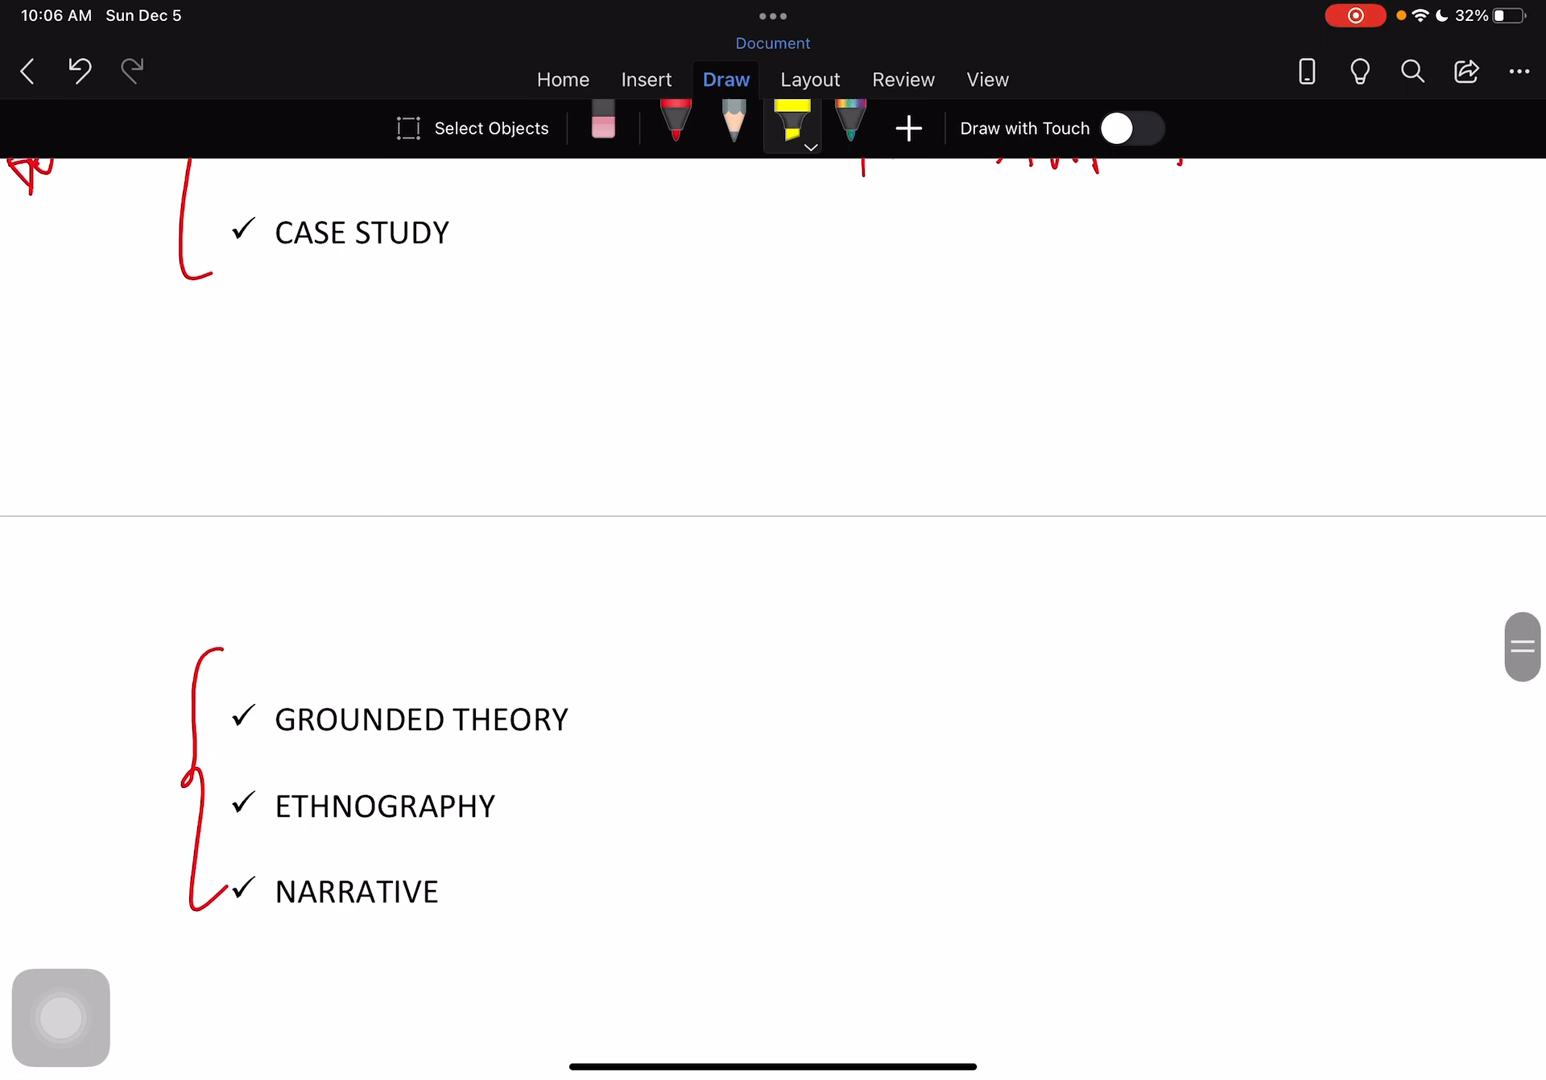 10:06 AM Sun Dec 5
32%
Document
Home Insert Draw Layout Review View
Select Objects
Draw with Touch
✓ CASE STUDY
✓ GROUNDED THEORY
✓ ETHNOGRAPHY
✓ NARRATIVE